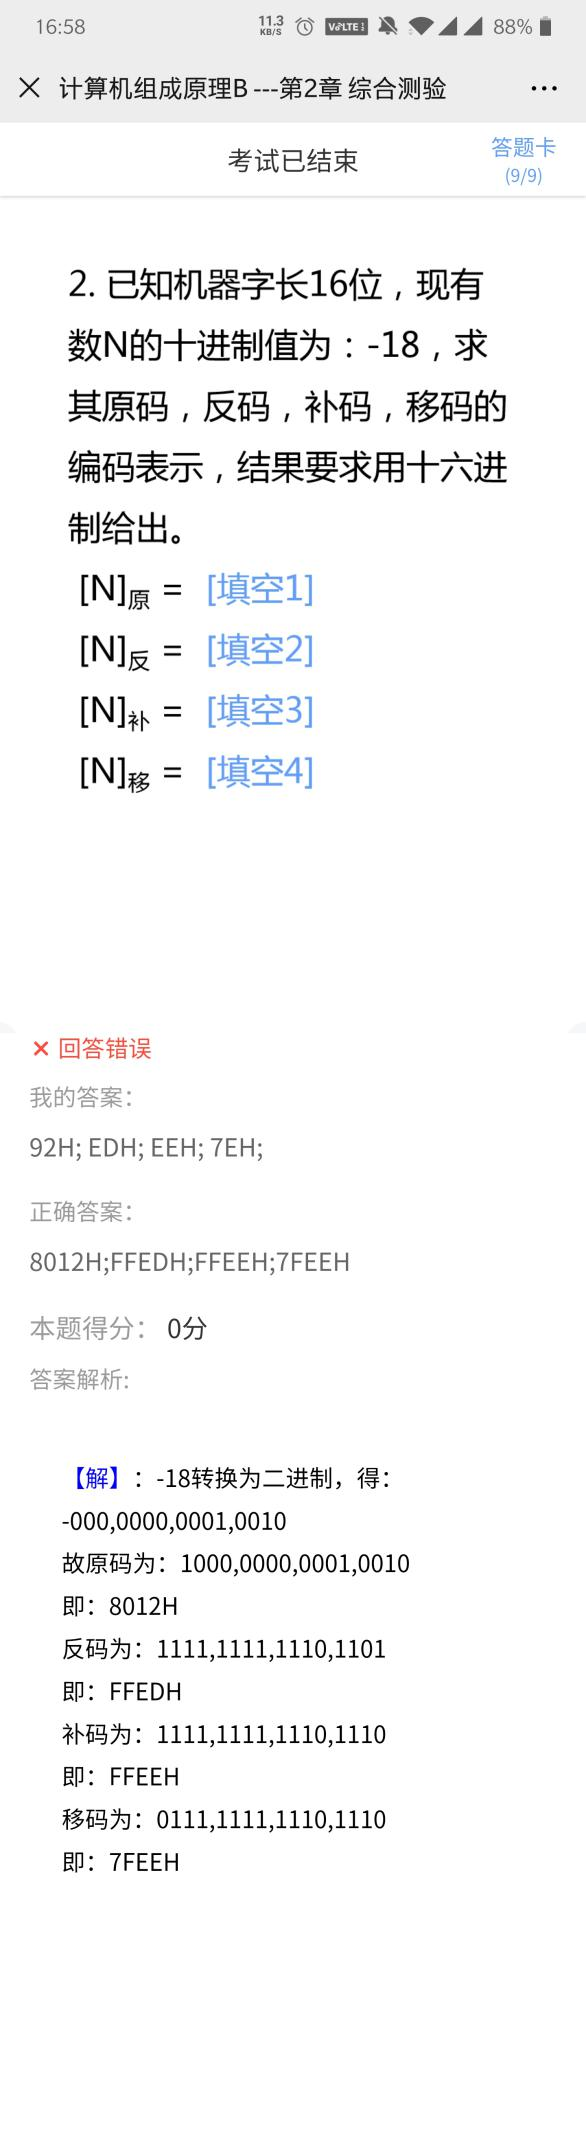 16:58
11.3
KB/S
VoLTE
88%
计算机组成原理B ---第2章 综合测验
考试已结束
答题卡
(9/9)
2. 已知机器字长16位，现有
数N的十进制值为：-18，求
其原码，反码，补码，移码的
编码表示，结果要求用十六进
制给出。
[N]原 = [填空1]
[N]反 = [填空2]
[N]补 = [填空3]
[N]移 = [填空4]
回答错误
我的答案：
92H; EDH; EEH; 7EH;
正确答案：
8012H;FFEDH;FFEEH;7FEEH
本题得分： 0分
答案解析:
【解】：-18转换为二进制，得：
-000,0000,0001,0010
故原码为：1000,0000,0001,0010
即：8012H
反码为：1111,1111,1110,1101
即：FFEDH
补码为：1111,1111,1110,1110
即：FFEEH
移码为：0111,1111,1110,1110
即：7FEEH